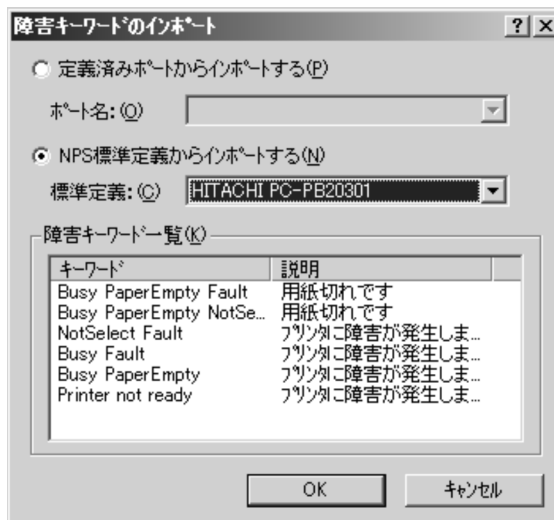 障害キーワードのインポート
定義済みポートからインポートする(P)
ポート名:(O)
NPS標準定義からインポートする(N)
標準定義:(C) HITACHI PC-PB20301
障害キーワード一覧(K)
キーワード 説明
Busy PaperEmpty Fault 用紙切れです
Busy PaperEmpty NotSe... 用紙切れです
NotSelect Fault プリンタに障害が発生しま...
Busy Fault プリンタに障害が発生しま...
Busy PaperEmpty プリンタに障害が発生しま...
Printer not ready プリンタに障害が発生しま...
OK キャンセル